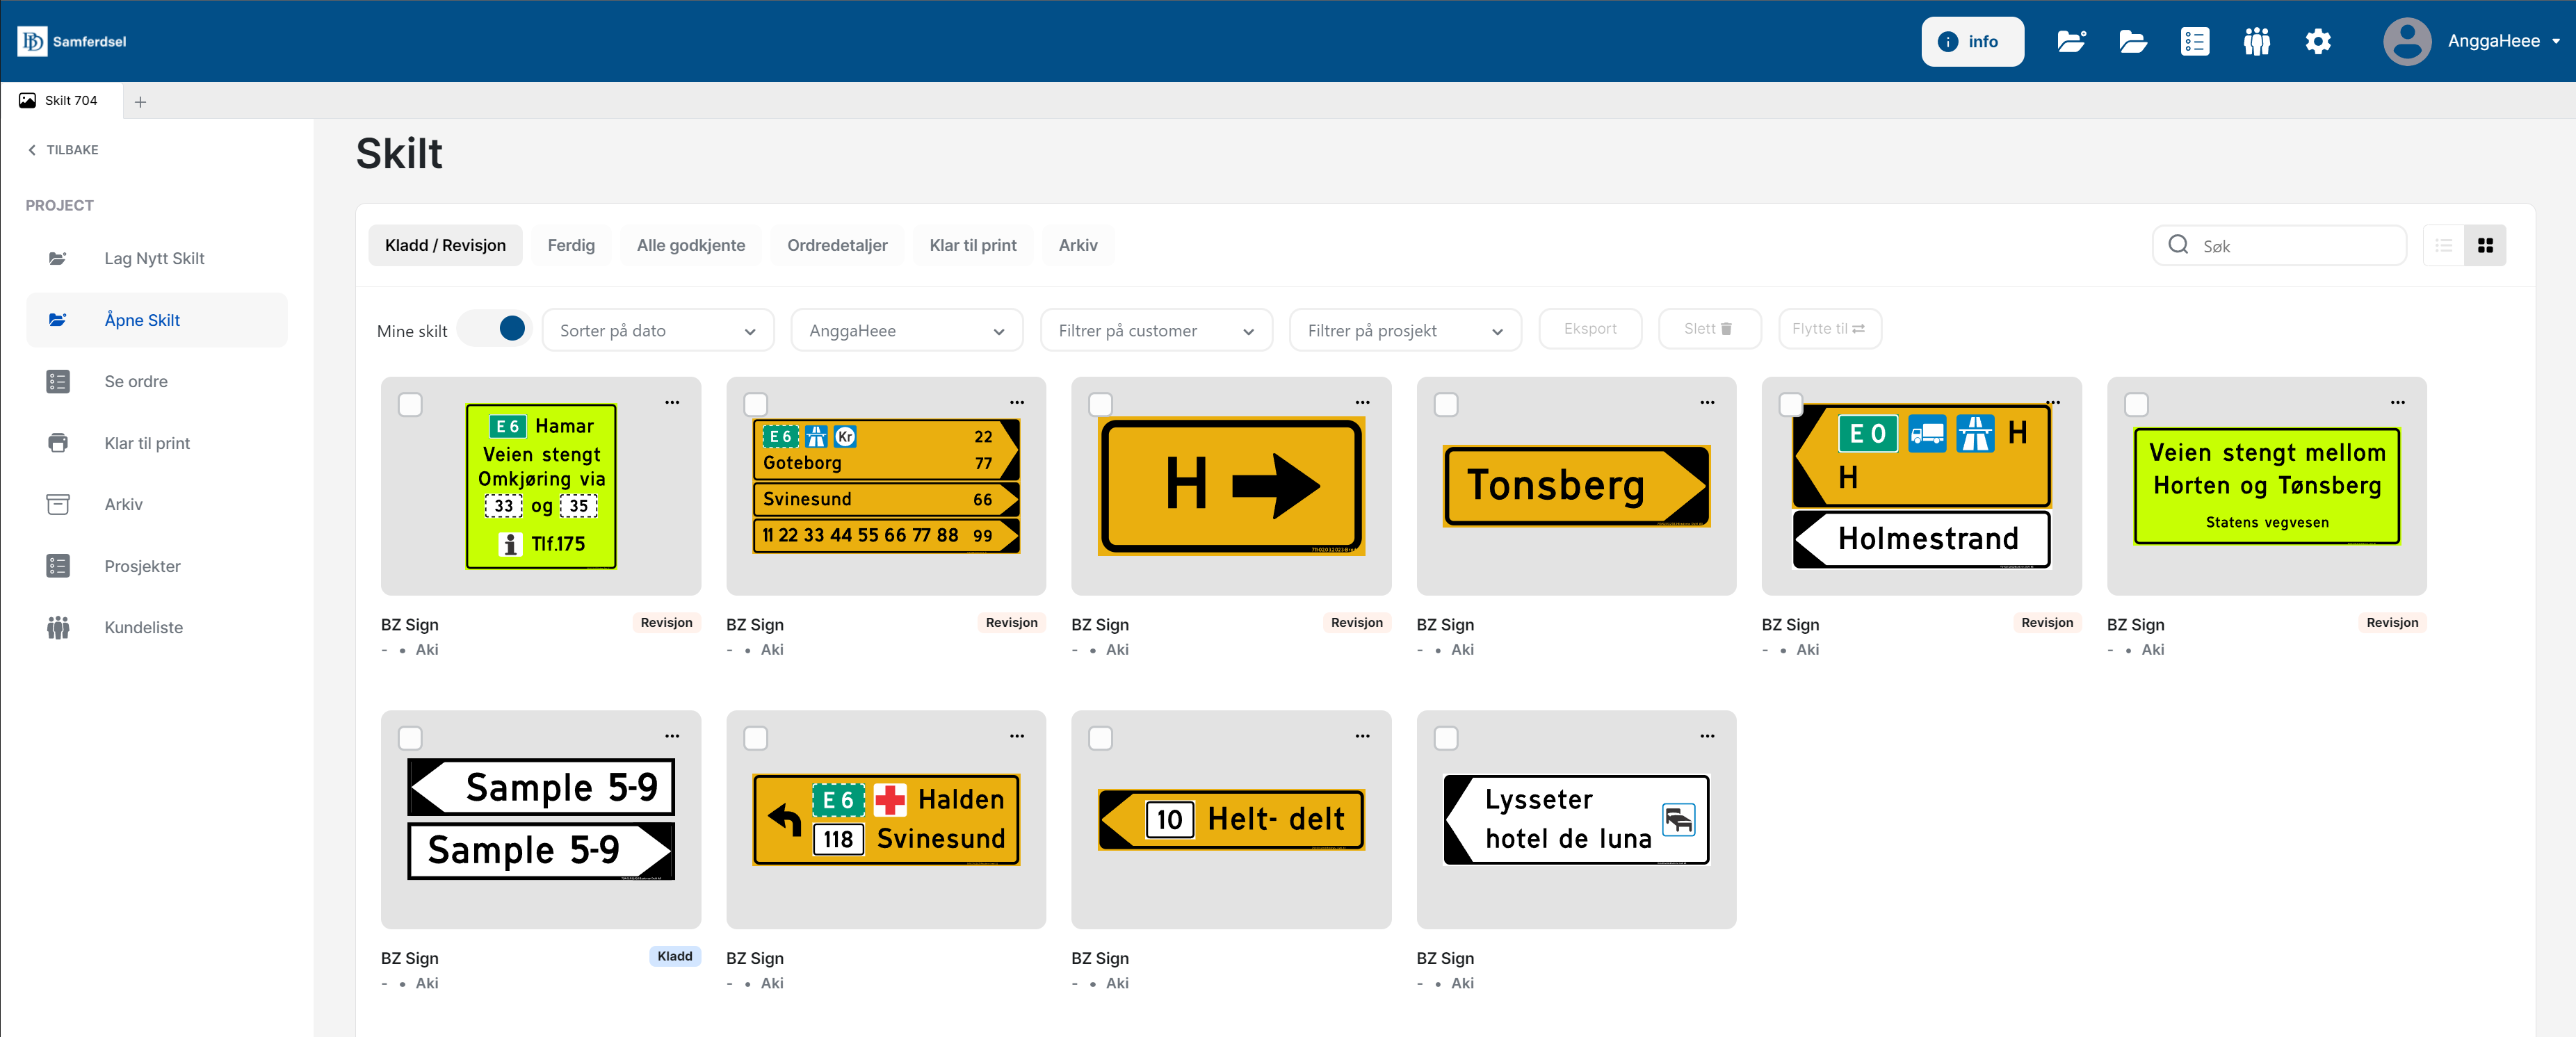 Samferdsel
info
AnggaHeee
Skilt 704
TILBAKE
PROJECT
Lag Nytt Skilt
Åpne Skilt
Se ordre
Klar til print
Arkiv
Prosjekter
Kundeliste
Skilt
Kladd / Revisjon
Ferdig
Alle godkjente
Ordredetaljer
Klar til print
Arkiv
Søk
Mine skilt
Sorter på dato
AnggaHeee
Filtrer på customer
Filtrer på prosjekt
Eksport
Slett
Flytte til
E 6 Hamar
Veien stengt
Omkjøring via
33 og 35
Tlf.175
BZ Sign
Revisjon
- • Aki
E 6 Kr 22
Goteborg 77
Svinesund 66
11 22 33 44 55 66 77 88 99
BZ Sign
Revisjon
- • Aki
H
BZ Sign
Revisjon
- • Aki
Tonsberg
BZ Sign
- • Aki
E 0 H
H
Holmestrand
BZ Sign
Revisjon
- • Aki
Veien stengt mellom
Horten og Tønsberg
Statens vegvesen
BZ Sign
Revisjon
- • Aki
Sample 5-9
Sample 5-9
BZ Sign
Kladd
- • Aki
E 6 Halden
118 Svinesund
BZ Sign
- • Aki
10 Helt- delt
BZ Sign
- • Aki
Lysseter
hotel de luna
BZ Sign
- • Aki